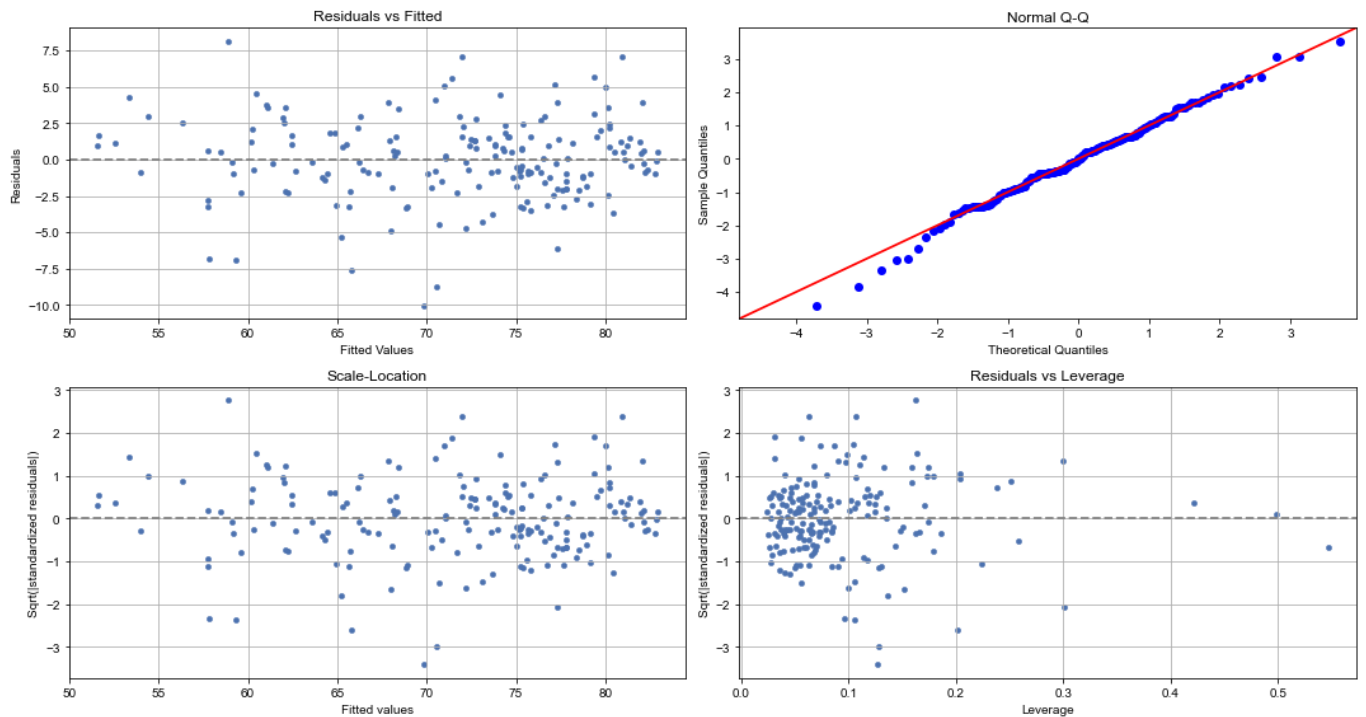 Residuals vs Fitted
Residuals
7.5
5.0
2.5
0.0
−2.5
−5.0
−7.5
−10.0
50 55 60 65 70 75 80
Fitted Values
Normal Q-Q
Sample Quantiles
3
2
1
0
−1
−2
−3
−4
−4 −3 −2 −1 0 1 2 3
Theoretical Quantiles
Scale-Location
Sqrt(|standardized residuals|)
3
2
1
0
−1
−2
−3
50 55 60 65 70 75 80
Fitted values
Residuals vs Leverage
Sqrt(|standardized residuals|)
3
2
1
0
−1
−2
−3
0.0 0.1 0.2 0.3 0.4 0.5
Leverage